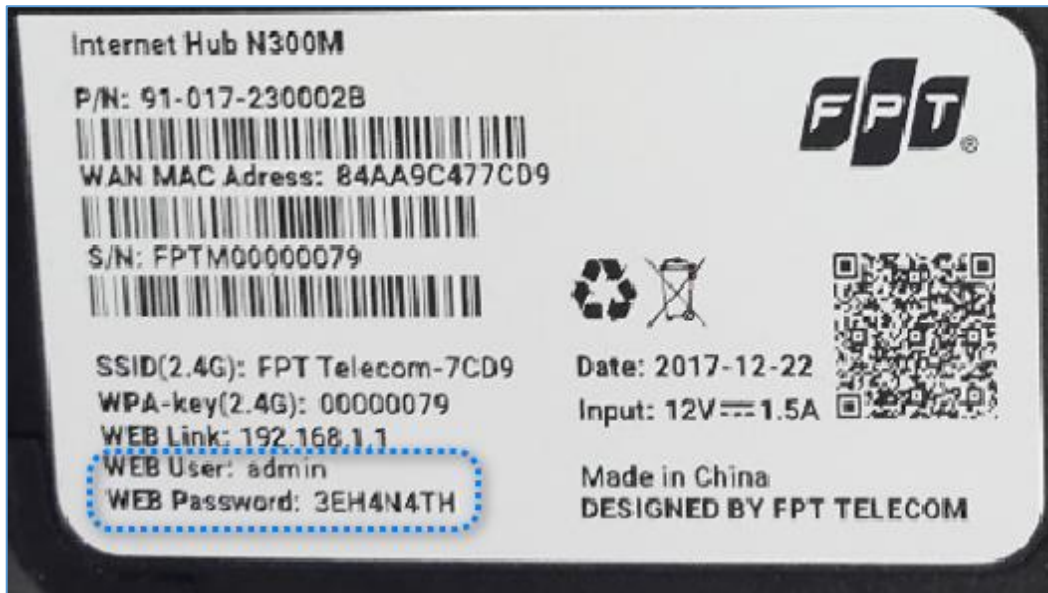 Internet Hub N300M
P/N: 91-017-230002B
FPT®
WAN MAC Adress: 84AA9C477CD9
S/N: FPTM00000079
SSID(2.4G): FPT Telecom-7CD9
WPA-key(2.4G): 00000079
WEB Link: 192.168.1.1
WEB User: admin
WEB Password: 3EH4N4TH
Date: 2017-12-22
Input: 12V⎓1.5A
Made in China
DESIGNED BY FPT TELECOM